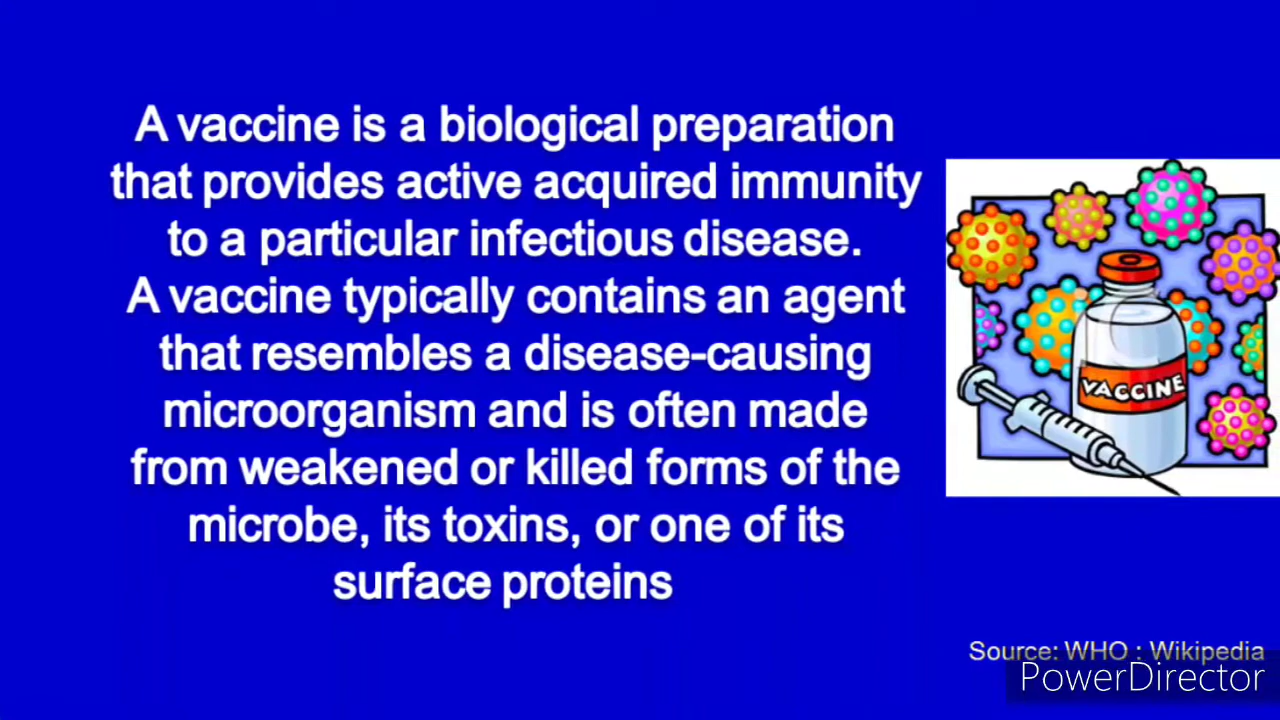 A vaccine is a biological preparation
that provides active acquired immunity
to a particular infectious disease.
A vaccine typically contains an agent
that resembles a disease-causing
microorganism and is often made
from weakened or killed forms of the
microbe, its toxins, or one of its
surface proteins
VACCINE
Source: WHO : Wikipedia
PowerDirector